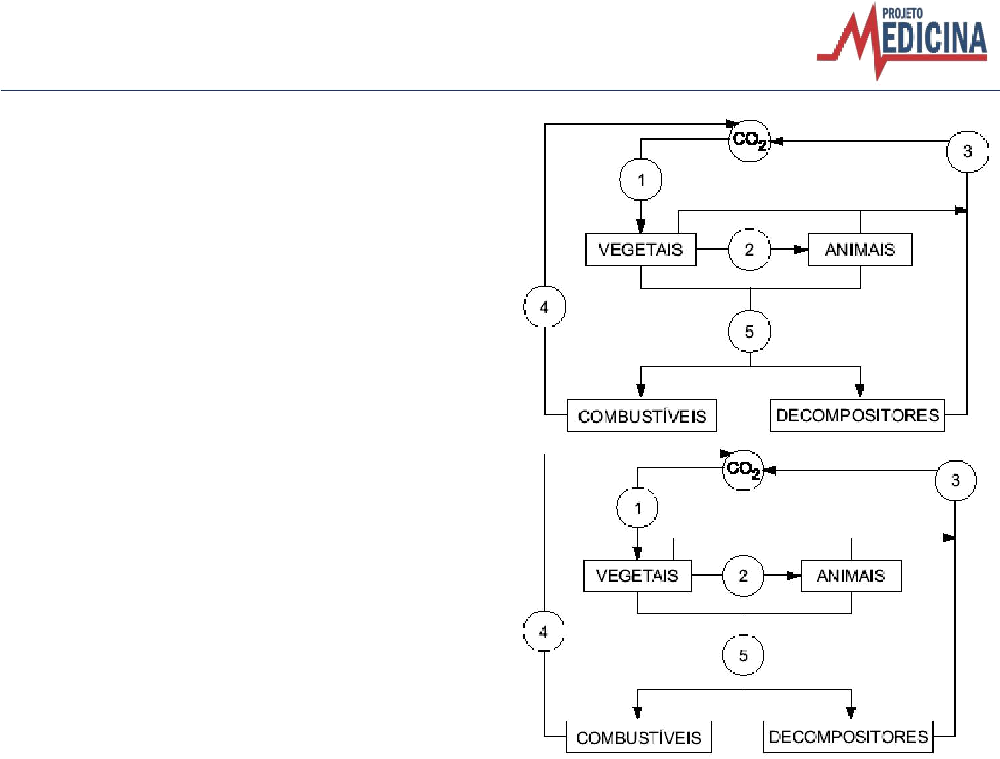 PROJETO
MEDICINA
CO2
3
1
VEGETAIS
2
ANIMAIS
4
5
COMBUSTÍVEIS
DECOMPOSITORES
CO2
3
1
VEGETAIS
2
ANIMAIS
4
5
COMBUSTÍVEIS
DECOMPOSITORES